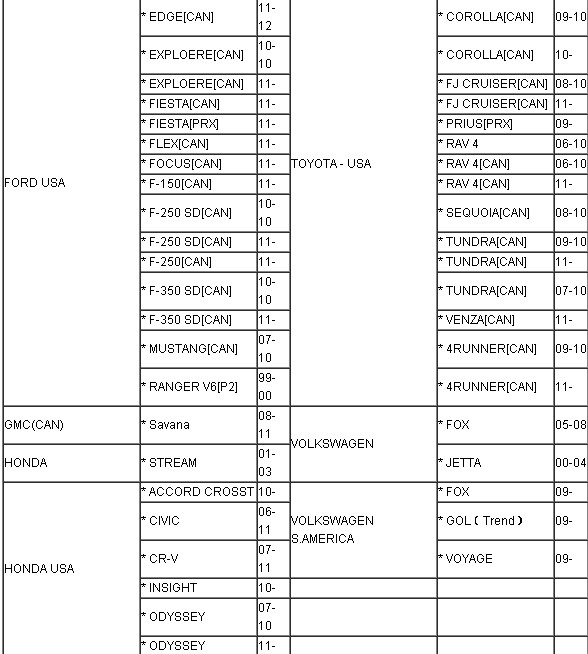 * EDGE[CAN] 11-12 * COROLLA[CAN] 09-10
* EXPLOERE[CAN] 10-10 * COROLLA[CAN] 10-
* EXPLOERE[CAN] 11- * FJ CRUISER[CAN] 08-10
* FIESTA[CAN] 11- * FJ CRUISER[CAN] 11-
* FIESTA[PRX] 11- * PRIUS[PRX] 09-
* FLEX[CAN] 11- * RAV 4 06-10
* FOCUS[CAN] 11- TOYOTA - USA * RAV 4[CAN] 06-10
FORD USA * F-150[CAN] 11- * RAV 4[CAN] 11-
* F-250 SD[CAN] 10-10 * SEQUOIA[CAN] 08-10
* F-250 SD[CAN] 11- * TUNDRA[CAN] 09-10
* F-250[CAN] 11- * TUNDRA[CAN] 11-
* F-350 SD[CAN] 10-10 * TUNDRA[CAN] 07-10
* F-350 SD[CAN] 11- * VENZA[CAN] 11-
* MUSTANG[CAN] 07-10 * 4RUNNER[CAN] 09-10
* RANGER V6[P2] 99-00 * 4RUNNER[CAN] 11-
GMC(CAN) * Savana 08-11 VOLKSWAGEN * FOX 05-08
HONDA * STREAM 01-03 * JETTA 00-04
* ACCORD CROSST 10- * FOX 09-
* CIVIC 06-11 VOLKSWAGEN S.AMERICA * GOL ( Trend ) 09-
HONDA USA * CR-V 07-11 * VOYAGE 09-
* INSIGHT 10-
* ODYSSEY 07-10
* ODYSSEY 11-